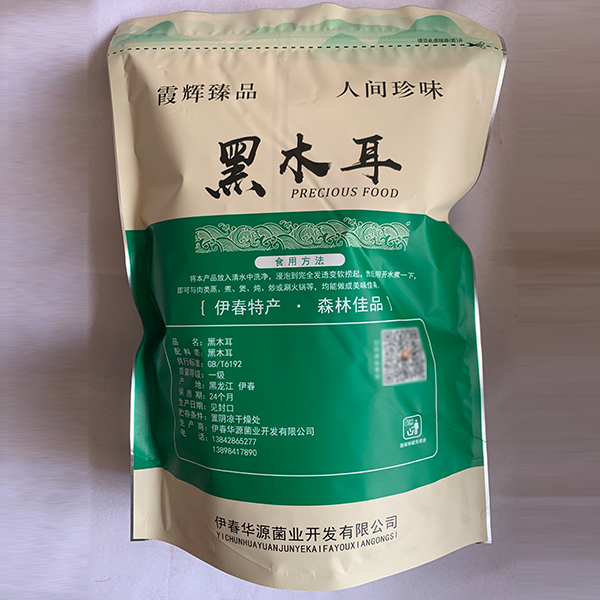 霞辉臻品 人间珍味
黑木耳
PRECIOUS FOOD
食用方法
将本产品放入清水中洗净，浸泡到完全发透变软捞起，然后用开水煮一下，
即可与肉类蒸、煮、煲、炖、炒或涮火锅等，均能做成美味佳肴
[ 伊春特产 · 森林佳品 ]
品 名：黑木耳
配 料 表：黑木耳
执行标准：GB/T6192
质量等级：一级
产 地：黑龙江 伊春
保 质 期：24个月
生产日期：见封口
贮存条件：置阴凉干燥处
生 产 商：伊春华源菌业开发有限公司
电 话：13842865277
13898417890
伊春华源菌业开发有限公司
YICHUNHUAYUANJUNYEKAIFAYOUXIANGONGSI